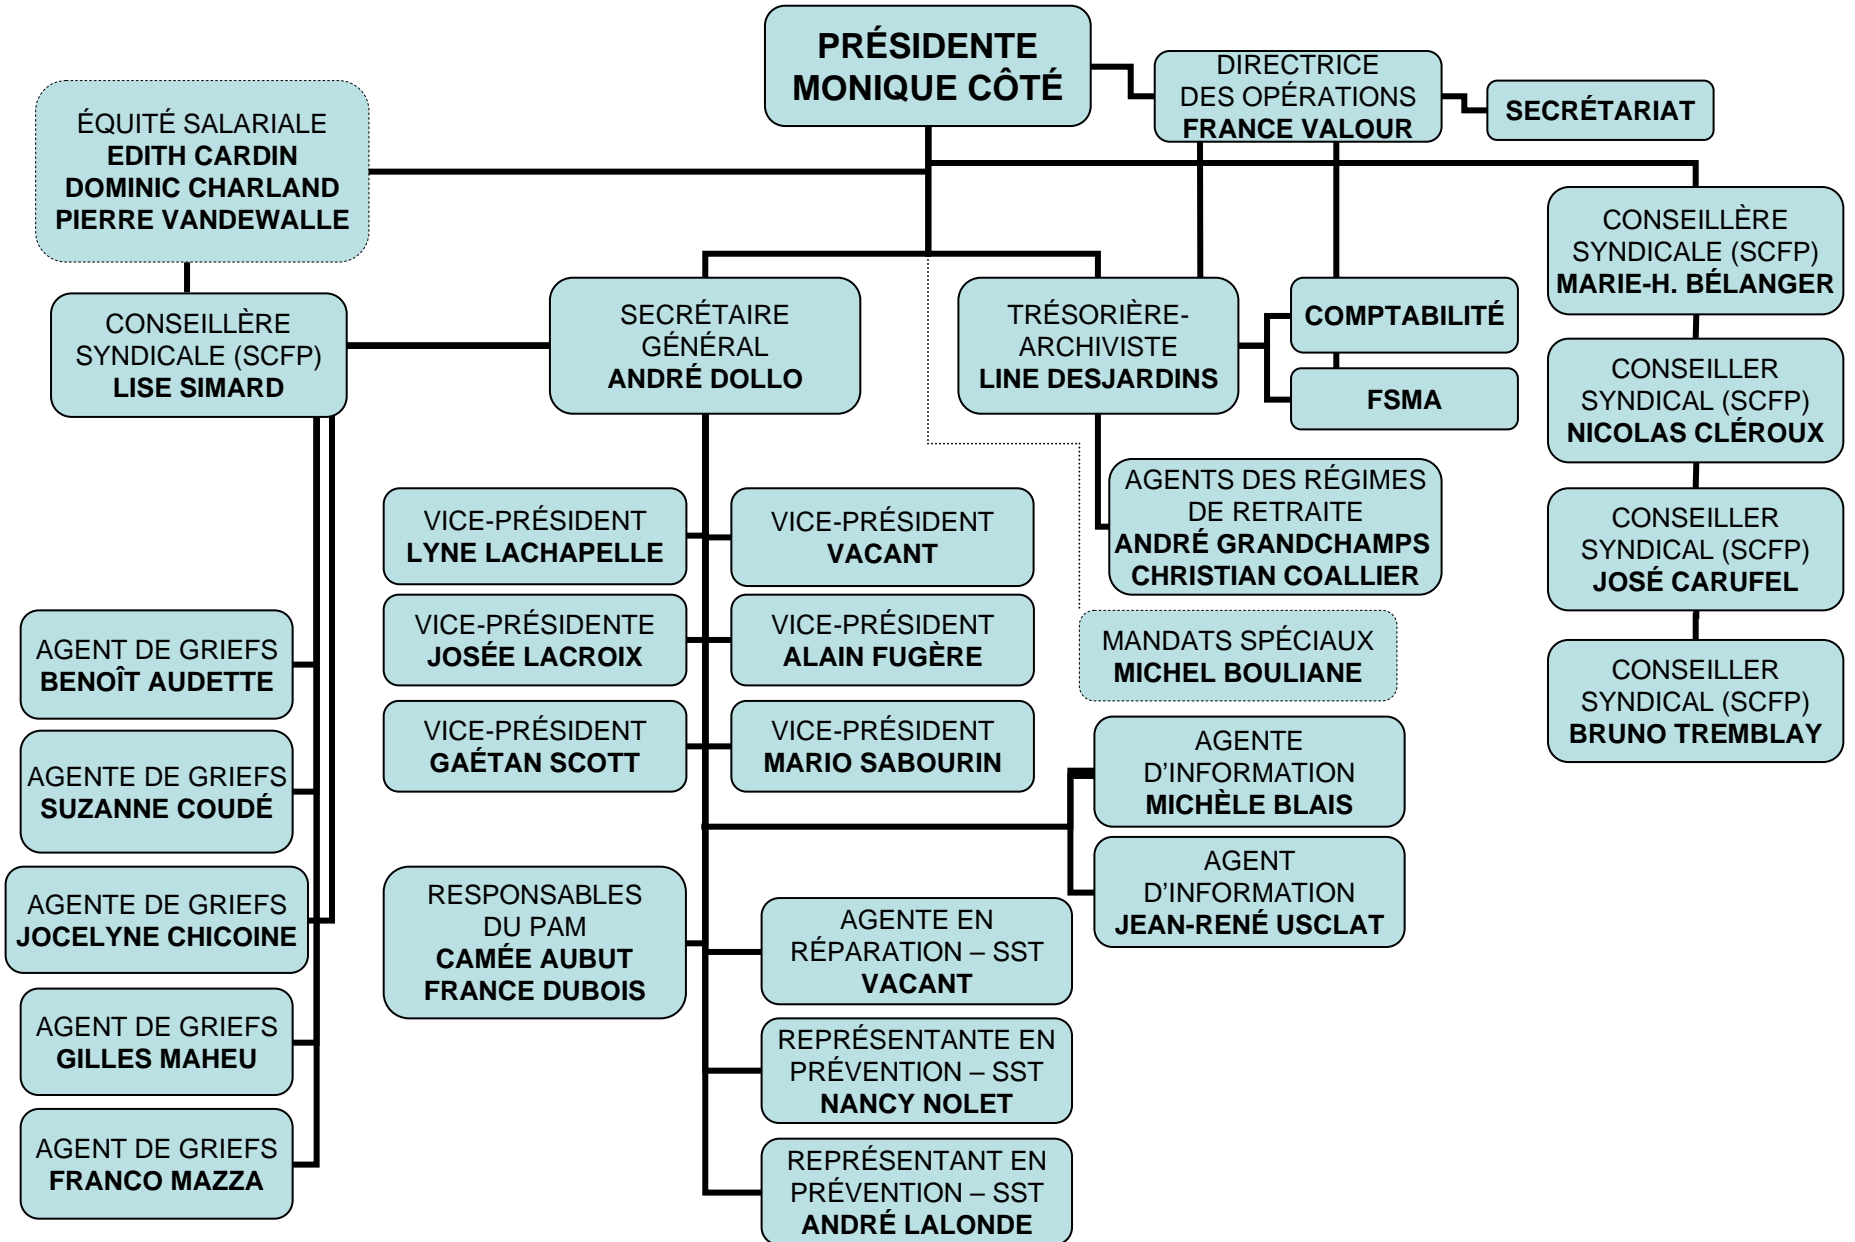 PRÉSIDENTE
MONIQUE CÔTÉ
DIRECTRICE
DES OPÉRATIONS
FRANCE VALOUR
SECRÉTARIAT
ÉQUITÉ SALARIALE
EDITH CARDIN
DOMINIC CHARLAND
PIERRE VANDEWALLE
CONSEILLÈRE
SYNDICALE (SCFP)
MARIE-H. BÉLANGER
CONSEILLÈRE
SYNDICALE (SCFP)
LISE SIMARD
SECRÉTAIRE
GÉNÉRAL
ANDRÉ DOLLO
TRÉSORIÈRE-
ARCHIVISTE
LINE DESJARDINS
COMPTABILITÉ
FSMA
CONSEILLER
SYNDICAL (SCFP)
NICOLAS CLÉROUX
AGENTS DES RÉGIMES
DE RETRAITE
ANDRÉ GRANDCHAMPS
CHRISTIAN COALLIER
CONSEILLER
SYNDICAL (SCFP)
JOSÉ CARUFEL
VICE-PRÉSIDENT
LYNE LACHAPELLE
VICE-PRÉSIDENT
VACANT
VICE-PRÉSIDENTE
JOSÉE LACROIX
VICE-PRÉSIDENT
ALAIN FUGÈRE
MANDATS SPÉCIAUX
MICHEL BOULIANE
CONSEILLER
SYNDICAL (SCFP)
BRUNO TREMBLAY
VICE-PRÉSIDENT
GAÉTAN SCOTT
VICE-PRÉSIDENT
MARIO SABOURIN
AGENT DE GRIEFS
BENOÎT AUDETTE
AGENTE DE GRIEFS
SUZANNE COUDÉ
AGENTE DE GRIEFS
JOCELYNE CHICOINE
AGENT DE GRIEFS
GILLES MAHEU
AGENT DE GRIEFS
FRANCO MAZZA
AGENTE
D’INFORMATION
MICHÈLE BLAIS
AGENT
D’INFORMATION
JEAN-RENÉ USCLAT
RESPONSABLES
DU PAM
CAMÉE AUBUT
FRANCE DUBOIS
AGENTE EN
RÉPARATION – SST
VACANT
REPRÉSENTANTE EN
PRÉVENTION – SST
NANCY NOLET
REPRÉSENTANT EN
PRÉVENTION – SST
ANDRÉ LALONDE